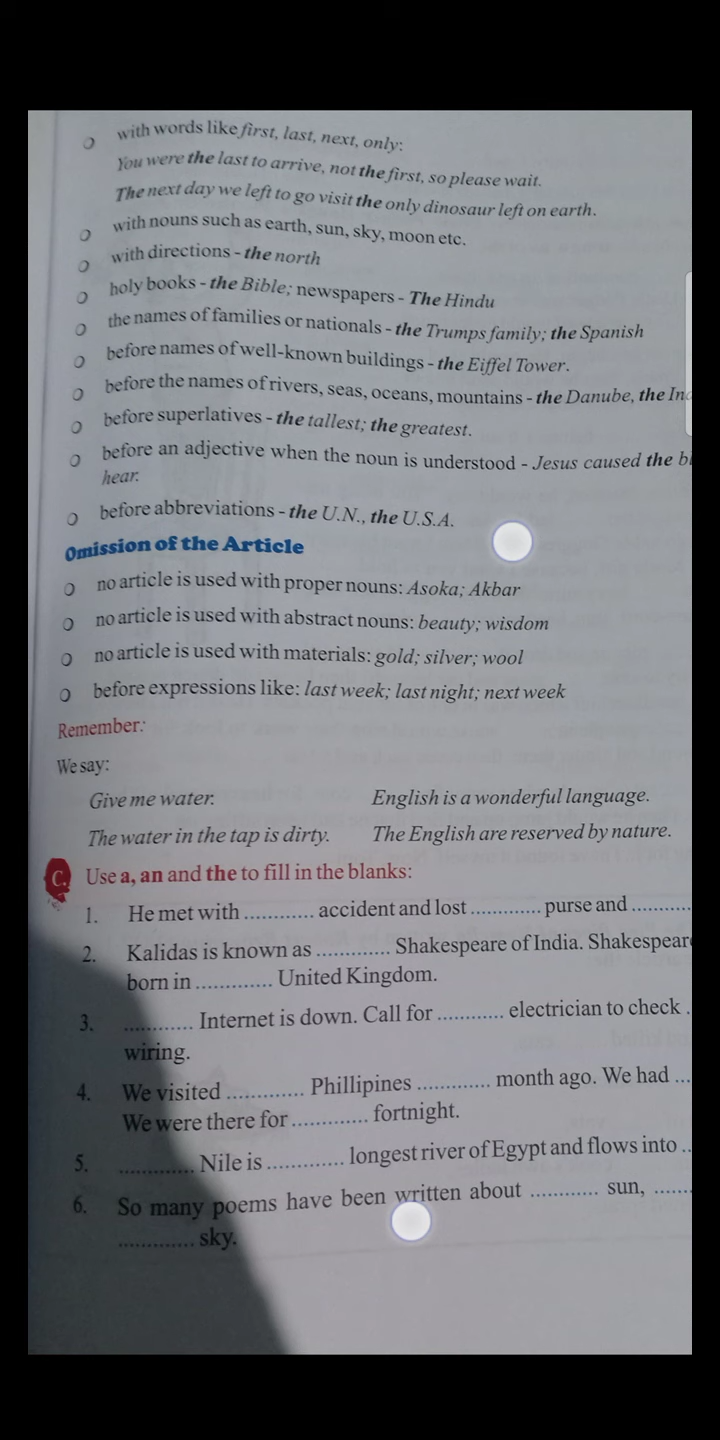 with words like first, last, next, only:
You were the last to arrive, not the first, so please wait.
The next day we left to go visit the only dinosaur left on earth.
with nouns such as earth, sun, sky, moon etc.
with directions - the north
holy books - the Bible; newspapers - The Hindu
the names of families or nationals - the Trumps family; the Spanish
before names of well-known buildings - the Eiffel Tower.
before the names of rivers, seas, oceans, mountains - the Danube, the
before superlatives - the tallest; the greatest.
before an adjective when the noun is understood - Jesus caused the
hear.
before abbreviations - the U.N., the U.S.A.
Omission of the Article
no article is used with proper nouns: Asoka; Akbar
no article is used with abstract nouns: beauty; wisdom
no article is used with materials: gold; silver; wool
before expressions like: last week; last night; next week
Remember:
We say:
Give me water. English is a wonderful language.
The water in the tap is dirty. The English are reserved by nature.
C. Use a, an and the to fill in the blanks:
1. He met with ............ accident and lost ............ purse and ..........
2. Kalidas is known as ............. Shakespeare of India. Shakespear
born in ............. United Kingdom.
3. ............ Internet is down. Call for ............ electrician to check .
wiring.
4. We visited ............. Phillipines ............. month ago. We had ...
We were there for ............. fortnight.
5. ............. Nile is ............. longest river of Egypt and flows into ..
6. So many poems have been written about ............ sun, .......
............. sky.